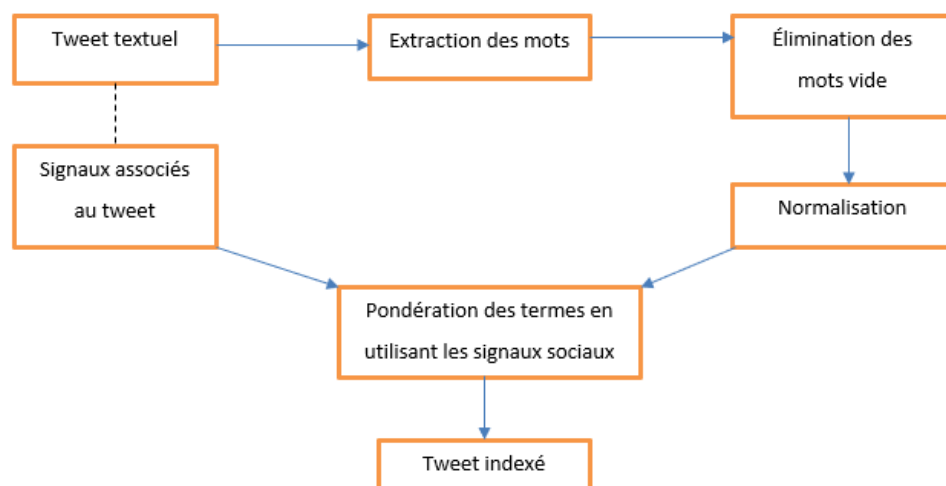 Tweet textuel
Extraction des mots
Élimination des
mots vide
Signaux associés
au tweet
Normalisation
Pondération des termes en
utilisant les signaux sociaux
Tweet indexé